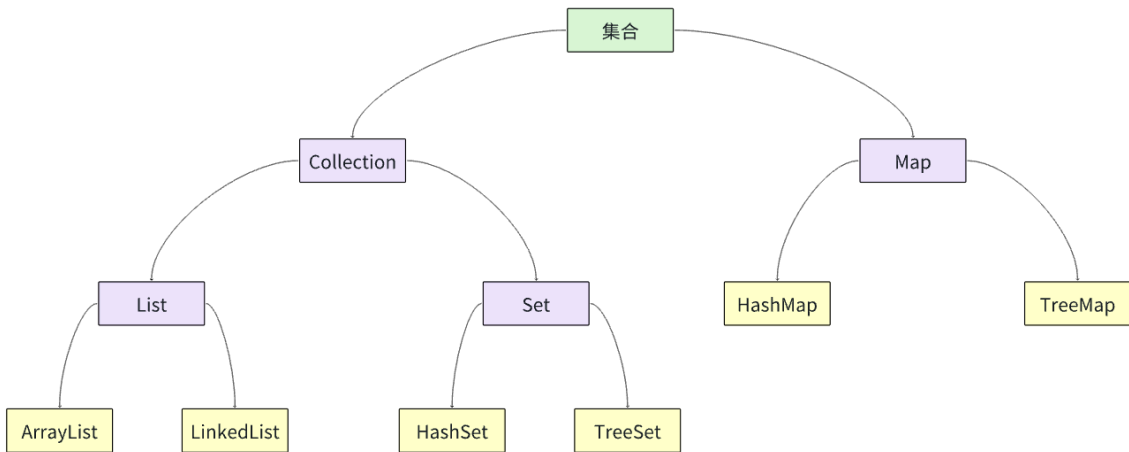 集合
Collection
Map
List
Set
HashMap
TreeMap
ArrayList
LinkedList
HashSet
TreeSet